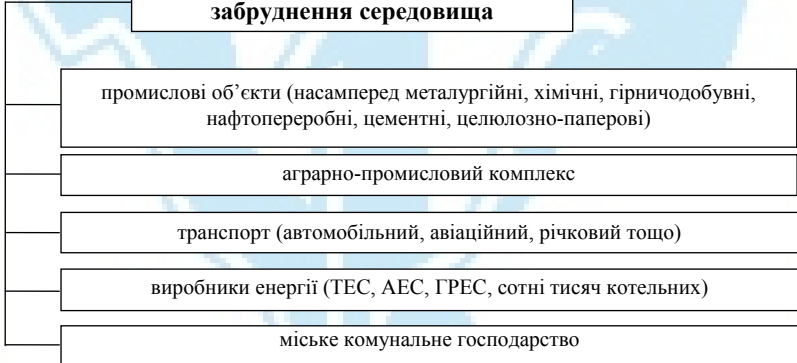 забруднення середовища
промислові об’єкти (насамперед металургійні, хімічні, гірничодобувні,
нафтопереробні, цементні, целюлозно-паперові)
аграрно-промисловий комплекс
транспорт (автомобільний, авіаційний, річковий тощо)
виробники енергії (ТЕС, АЕС, ГРЕС, сотні тисяч котельних)
міське комунальне господарство